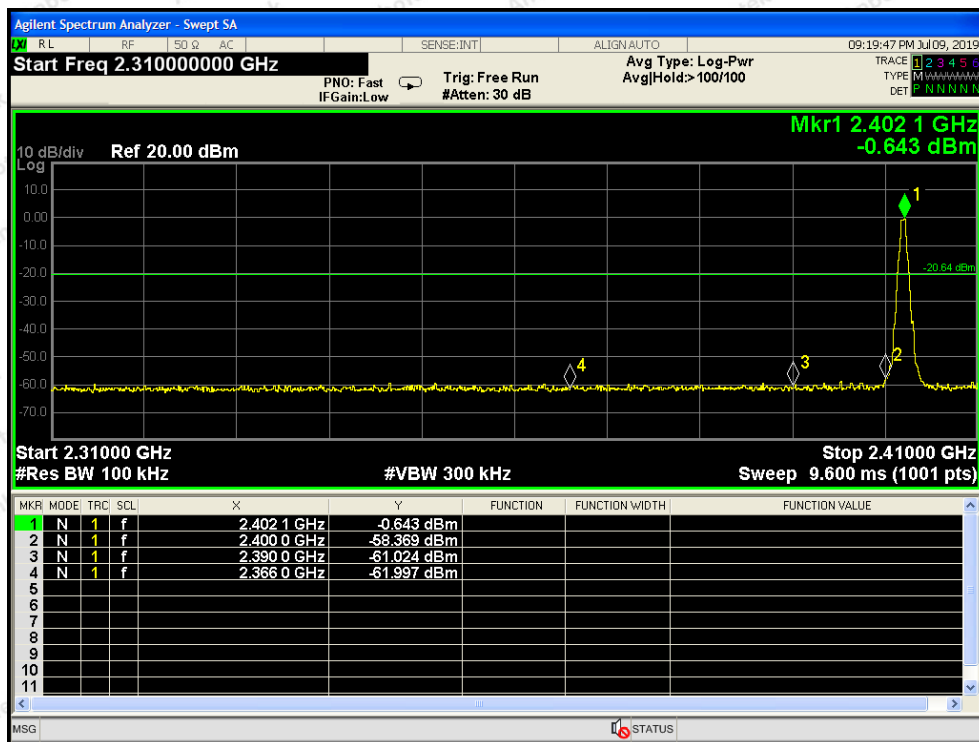 Agilent Spectrum Analyzer - Swept SA
LXI RL RF 50 Ω AC SENSE:INT ALIGN AUTO 09:19:47 PM Jul 09, 2019
Start Freq 2.310000000 GHz
PNO: Fast
IFGain:Low
Trig: Free Run
#Atten: 30 dB
Avg Type: Log-Pwr
Avg|Hold:>100/100
TRACE 1 2 3 4 5 6
TYPE M
DET P N N N N N
Mkr1 2.402 1 GHz
-0.643 dBm
10 dB/div Ref 20.00 dBm
Log
10.0
0.00
-10.0
-20.0
-30.0
-40.0
-50.0
-60.0
-70.0
1
-20.64 dBm
2
3
4
Start 2.31000 GHz Stop 2.41000 GHz
#Res BW 100 kHz #VBW 300 kHz Sweep 9.600 ms (1001 pts)
MKR MODE TRC SCL X Y FUNCTION FUNCTION WIDTH FUNCTION VALUE
1 N 1 f 2.402 1 GHz -0.643 dBm
2 N 1 f 2.400 0 GHz -58.369 dBm
3 N 1 f 2.390 0 GHz -61.024 dBm
4 N 1 f 2.366 0 GHz -61.997 dBm
5
6
7
8
9
10
11
MSG STATUS